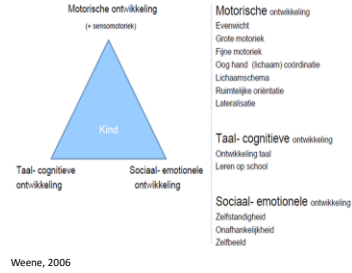 Motorische ontwikkeling
(+ sensomotoriek)
Kind
Taal- cognitieve
ontwikkeling
Sociaal- emotionele
ontwikkeling
Motorische ontwikkeling
Evenwicht
Grote motoriek
Fijne motoriek
Oog hand (lichaam) coördinatie
Lichaamschema
Ruimtelijke oriëntatie
Lateralisatie
Taal- cognitieve ontwikkeling
Ontwikkeling taal
Leren op school
Sociaal- emotionele ontwikkeling
Zelfstandigheid
Onafhankelijkheid
Zelfbeeld
Weene, 2006